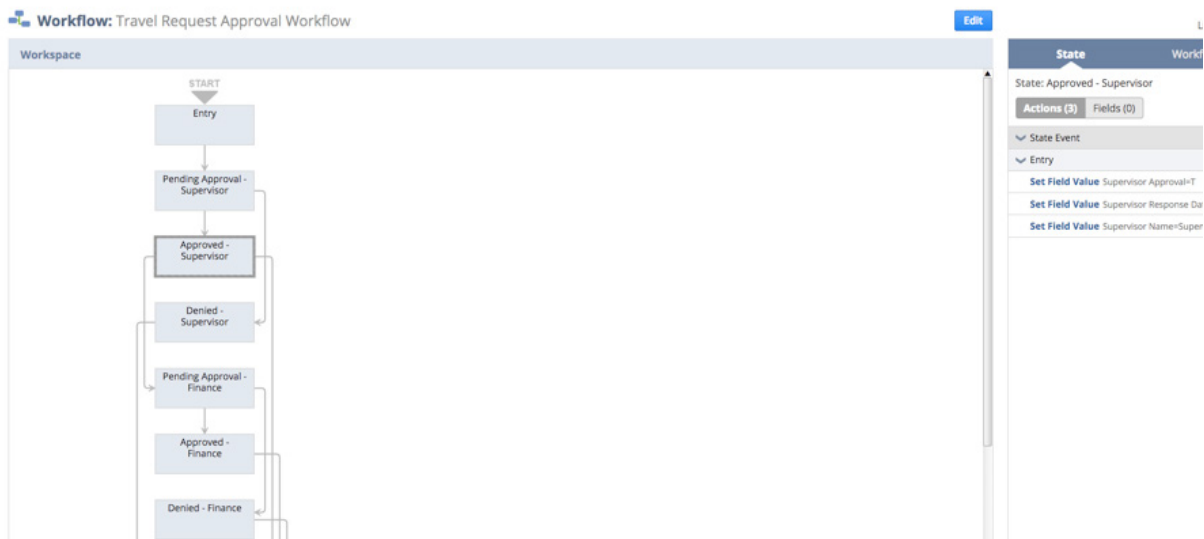 Workflow: Travel Request Approval Workflow
Edit
Workspace
START
Entry
Pending Approval -
Supervisor
Approved -
Supervisor
Denied -
Supervisor
Pending Approval -
Finance
Approved -
Finance
Denied - Finance
State
State: Approved - Supervisor
Actions (3) Fields (0)
State Event
Entry
Set Field Value Supervisor Approval=T
Set Field Value Supervisor Response Da
Set Field Value Supervisor Name=Super